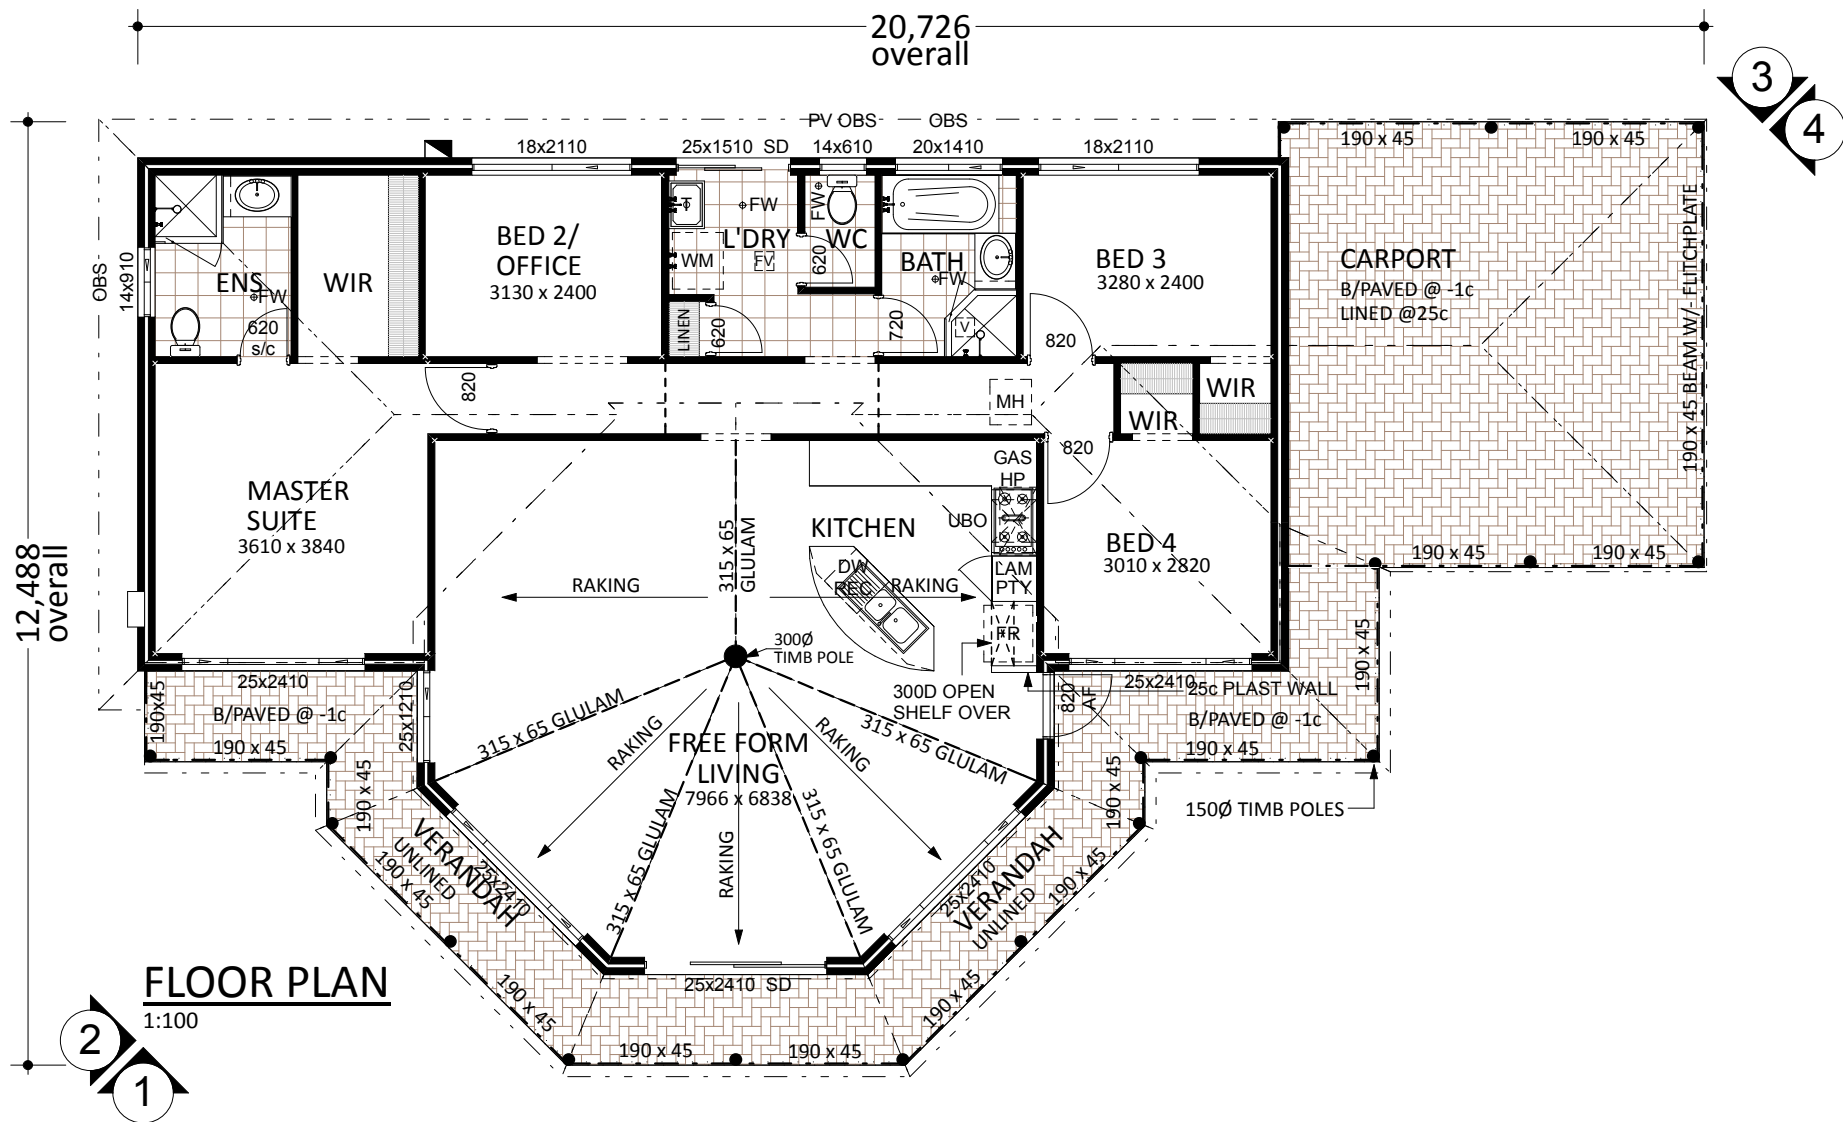 20,726
overall
3
4
PV OBS
OBS
18x2110
25x1510 SD
14x610
20x1410
18x2110
190 x 45
190 x 45
OBS
14x910
ENS
FW
620
s/c
WIR
BED 2/
OFFICE
3130 x 2400
T
FW
L'DRY
WM
FV
LINEN
620
FW
WC
620
BATH
FW
720
V
BED 3
3280 x 2400
820
CARPORT
B/PAVED @ -1c
LINED @25c
190 x 45 BEAM W/- FLITCHPLATE
820
MH
WIR
WIR
820
12,488
overall
MASTER
SUITE
3610 x 3840
315 x 65
GLULAM
KITCHEN
GAS
HP
UBO
LAM
PTY
FR
DW
REC
RAKING
RAKING
BED 4
3010 x 2820
190 x 45
190 x 45
300Ø
TIMB POLE
300D OPEN
SHELF OVER
190 x 45
25x2410
190x45
B/PAVED @ -1c
190 x 45
25x1210
820
AF
25x2410
25c PLAST WALL
B/PAVED @ -1c
190 x 45
150Ø TIMB POLES
315 x 65 GLULAM
RAKING
FREE FORM
LIVING
7966 x 6838
RAKING
315 x 65 GLULAM
315 x 65 GLULAM
RAKING
315 x 65 GLULAM
190 x 45
VERANDAH
UNLINED
190 x 45
25x2410
190 x 45
190 x 45
VERANDAH
UNLINED
25x2410
190 x 45
190 x 45
25x2410 SD
190 x 45
190 x 45
FLOOR PLAN
1:100
2
1